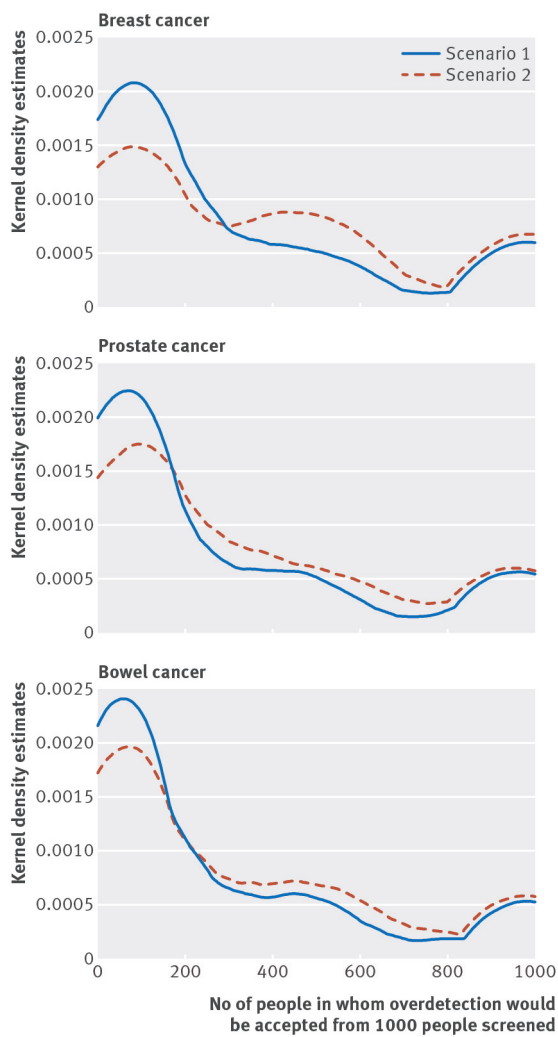 Breast cancer
Kernel density estimates
0.0025
0.0020
0.0015
0.0010
0.0005
0
Scenario 1
Scenario 2
Prostate cancer
Kernel density estimates
0.0025
0.0020
0.0015
0.0010
0.0005
0
Bowel cancer
Kernel density estimates
0.0025
0.0020
0.0015
0.0010
0.0005
0
0 200 400 600 800 1000
No of people in whom overdetection would
be accepted from 1000 people screened